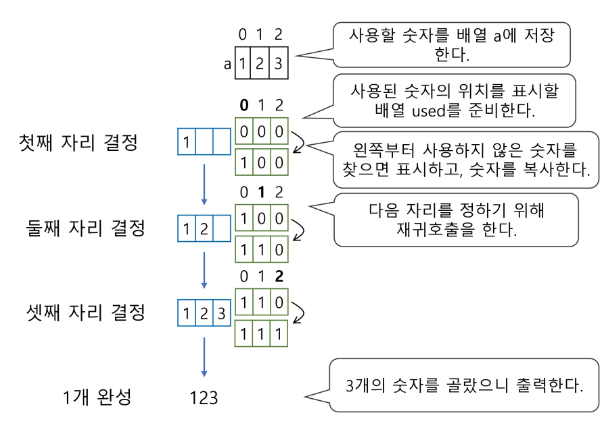 0 1 2
a 1 2 3
사용할 숫자를 배열 a에 저장
한다.
0 1 2
사용된 숫자의 위치를 표시할
배열 used를 준비한다.
첫째 자리 결정
1
0 0 0
1 0 0
왼쪽부터 사용하지 않은 숫자를
찾으면 표시하고, 숫자를 복사한다.
0 1 2
둘째 자리 결정
1 2
1 0 0
1 1 0
다음 자리를 정하기 위해
재귀호출을 한다.
0 1 2
셋째 자리 결정
1 2 3
1 1 0
1 1 1
1개 완성
123
3개의 숫자를 골랐으니 출력한다.